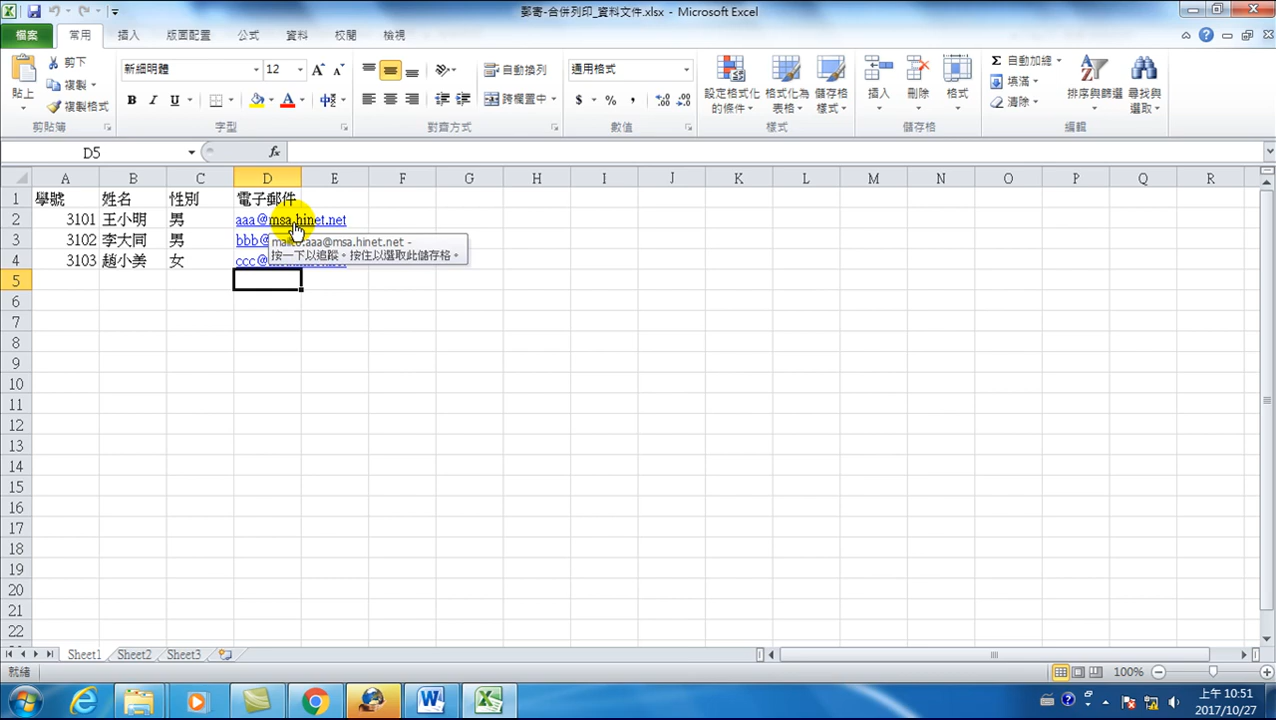 郵寄-合併列印_資料文件.xlsx - Microsoft Excel
檔案 常用 插入 版面配置 公式 資料 校閱 檢視
貼上 剪下 複製 複製格式 剪貼簿
新細明體 12 B I U A A 中 字型
自動換列 跨欄置中 對齊方式
通用格式 $ % , .00 .0 數值
設定格式化的條件 格式化為表格 儲存格樣式 樣式
插入 刪除 格式 儲存格
Σ 自動加總 填滿 清除 排序與篩選 尋找與選取 編輯
D5 fx
A B C D E F G H I J K L M N O P Q R
1 學號 姓名 性別 電子郵件
2 3101 王小明 男 aaa@msa.hinet.net
3 3102 李大同 男 bbb@
mailto:aaa@msa.hinet.net -
按一下以追蹤。按住以選取此儲存格。
4 3103 趙小美 女 ccc@
5
6
7
8
9
10
11
12
13
14
15
16
17
18
19
20
21
22
Sheet1 Sheet2 Sheet3
就緒 100%
上午 10:51
2017/10/27